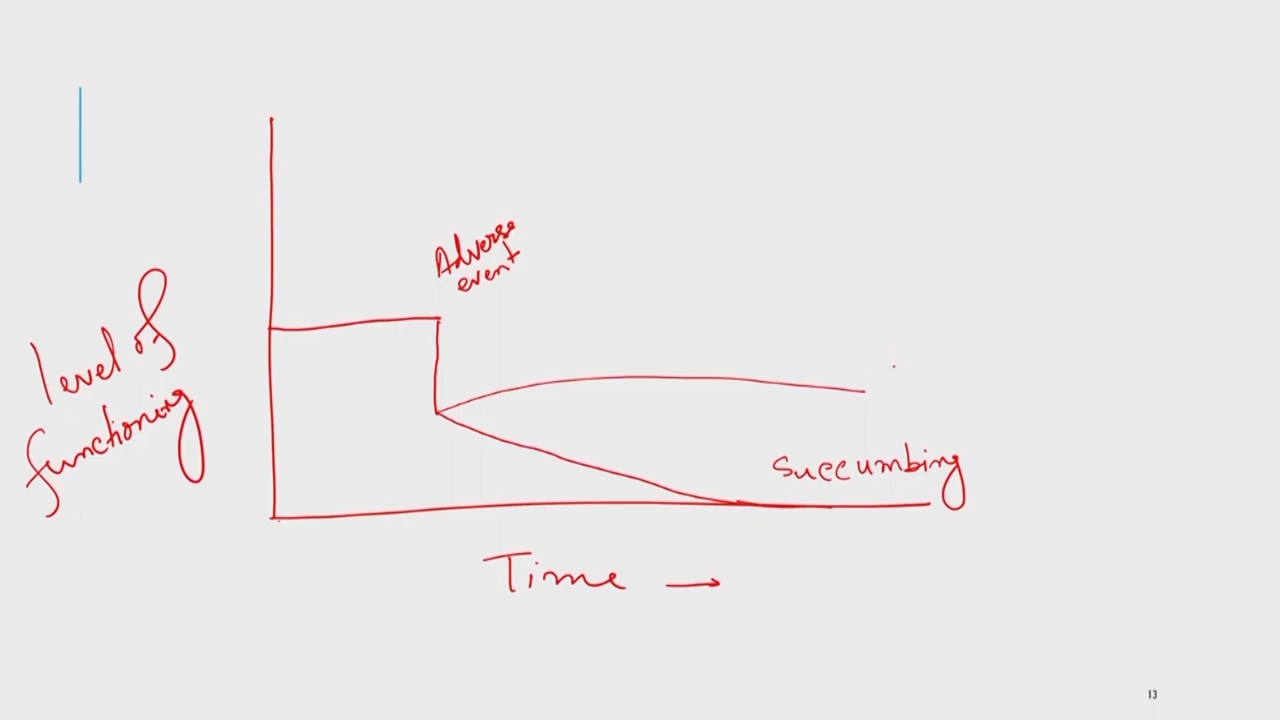 Adverse
event
level of
functioning
Succumbing
Time
13